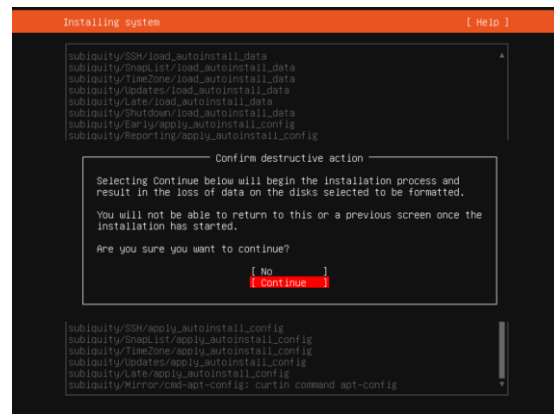 Installing system [ Help ]
subiquity/SSH/load_autoinstall_data
subiquity/SnapList/load_autoinstall_data
subiquity/TimeZone/load_autoinstall_data
subiquity/Updates/load_autoinstall_data
subiquity/Late/load_autoinstall_data
subiquity/Shutdown/load_autoinstall_data
subiquity/Early/apply_autoinstall_config
subiquity/Reporting/apply_autoinstall_config
Confirm destructive action
Selecting Continue below will begin the installation process and
result in the loss of data on the disks selected to be formatted.
You will not be able to return to this or a previous screen once the
installation has started.
Are you sure you want to continue?
[ No ]
[ Continue ]
subiquity/SSH/apply_autoinstall_config
subiquity/SnapList/apply_autoinstall_config
subiquity/TimeZone/apply_autoinstall_config
subiquity/Updates/apply_autoinstall_config
subiquity/Late/apply_autoinstall_config
subiquity/Mirror/cmd-apt-config: curtin command apt-config